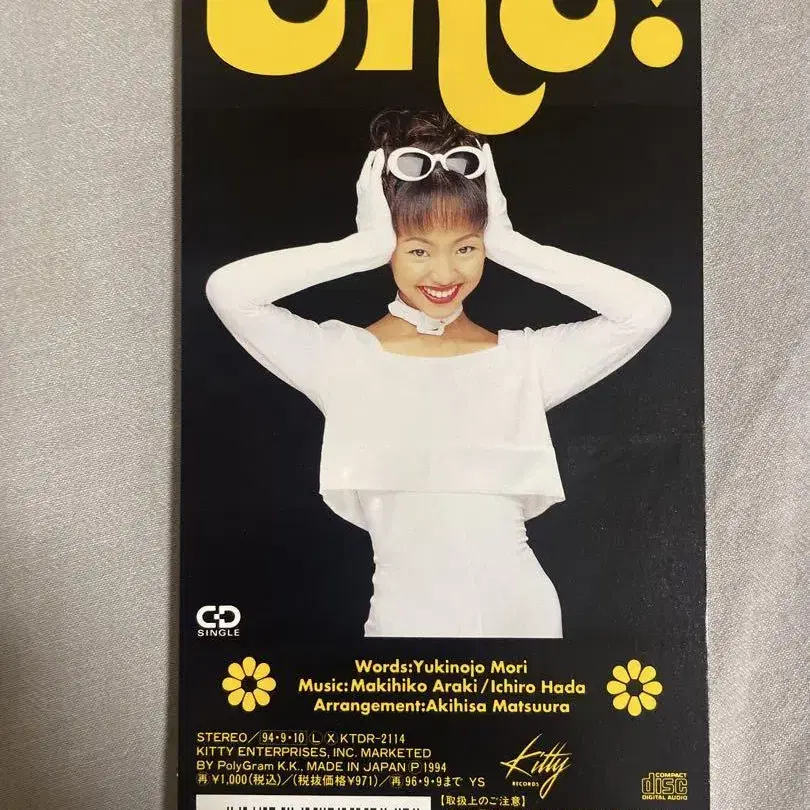 CD
SINGLE
Words:Yukinojo Mori
Music:Makihiko Araki/Ichiro Hada
Arrangement:Akihisa Matsuura
STEREO/94・9・10 Ⓛ Ⓧ KTDR-2114
KITTY ENTERPRISES, INC. MARKETED
BY PolyGram K.K., MADE IN JAPAN Ⓟ 1994
再 ¥1,000(税込)/(税抜価格¥971)/再 96・9・9まで YS
Kitty
RECORDS
COMPACT
disc
DIGITAL AUDIO
【取扱上のご注意】